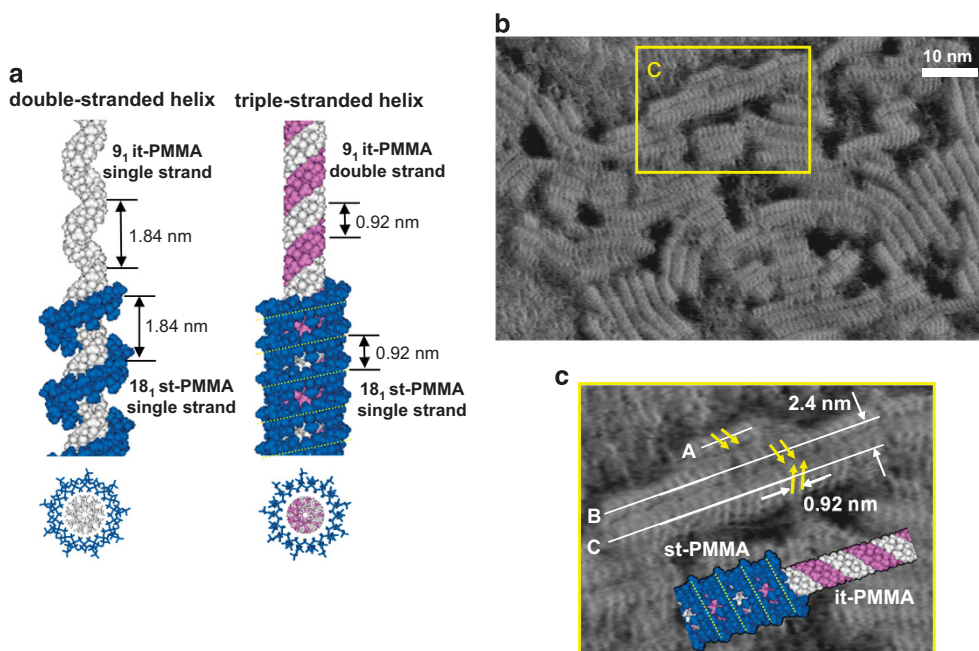 a
double-stranded helix
triple-stranded helix
9₁ it-PMMA
single strand
1.84 nm
1.84 nm
18₁ st-PMMA
single strand
9₁ it-PMMA
double strand
0.92 nm
0.92 nm
18₁ st-PMMA
single strand
b
C
10 nm
c
2.4 nm
A
0.92 nm
B
C
st-PMMA
it-PMMA